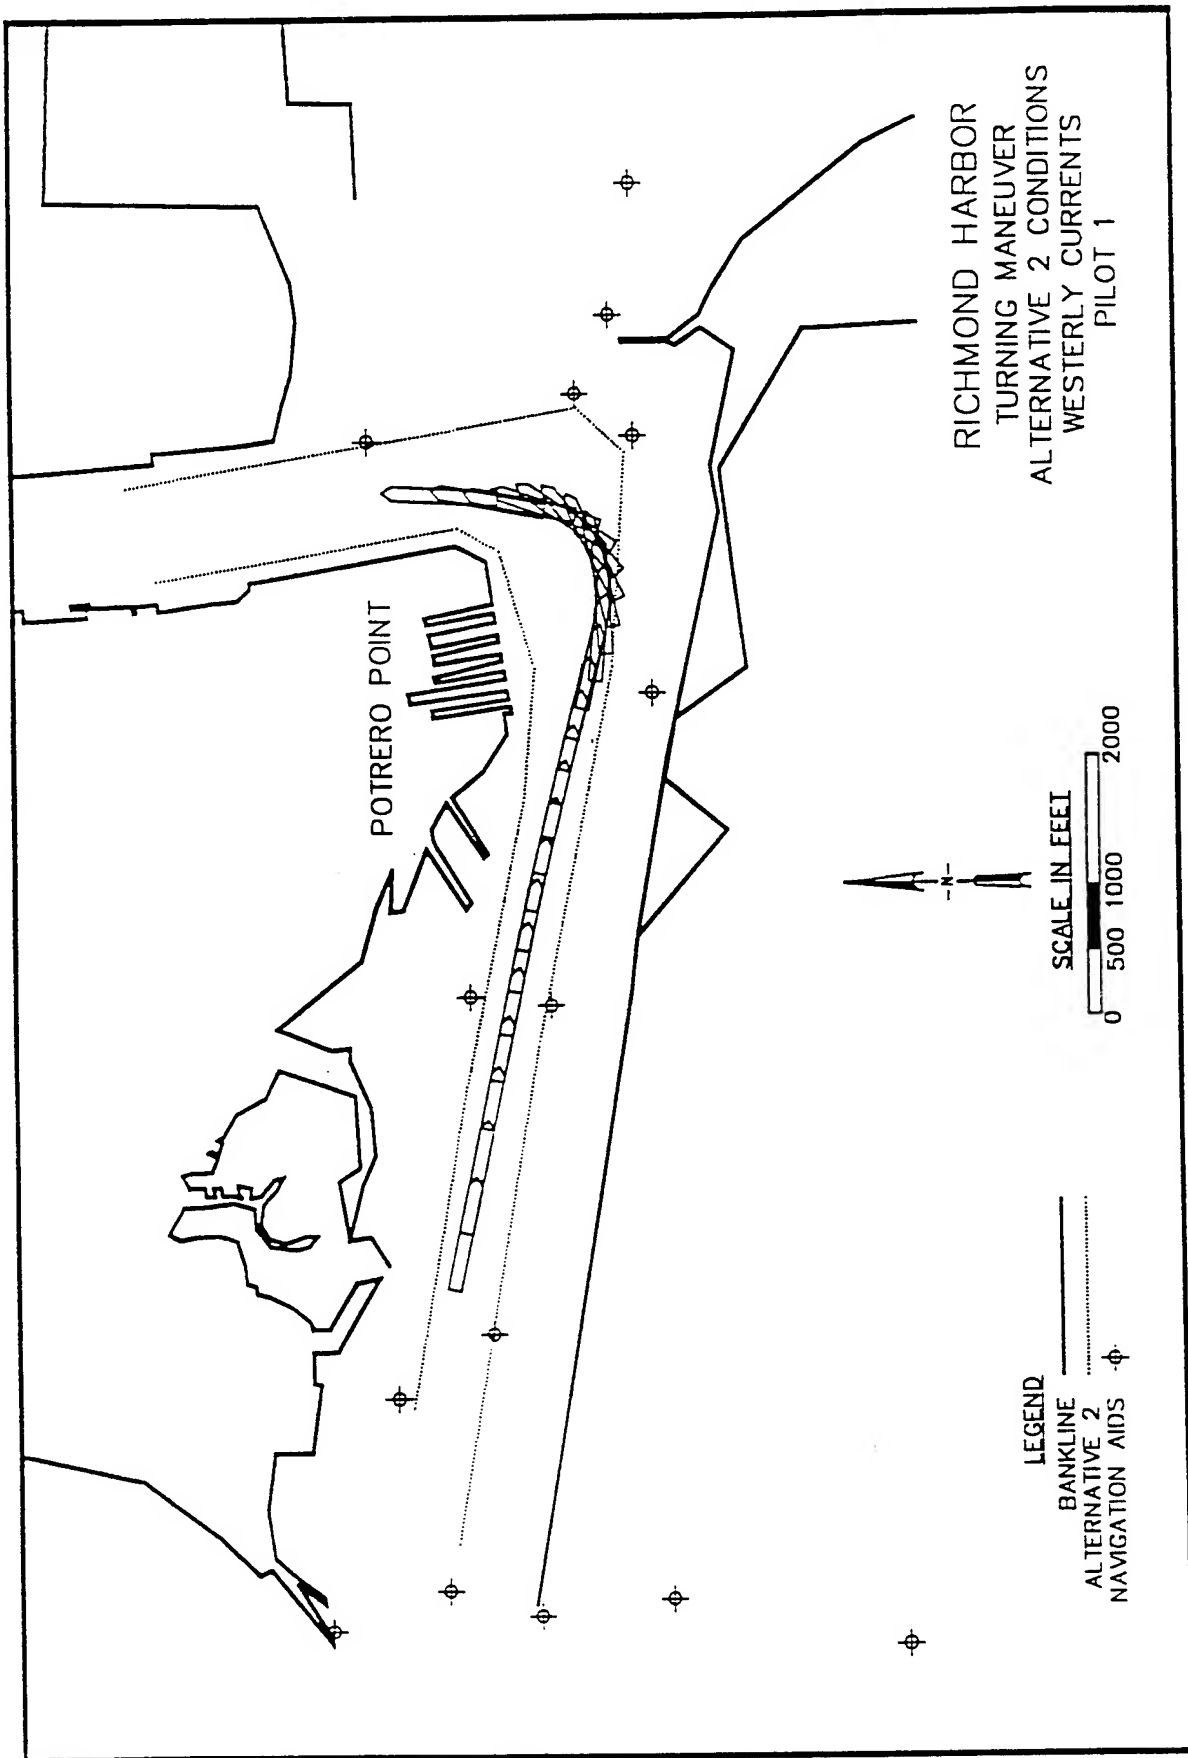 POTRERO POINT
RICHMOND HARBOR
TURNING MANEUVER
ALTERNATIVE 2 CONDITIONS
WESTERLY CURRENTS
PILOT 1
-N-
SCALE IN FEET
0 500 1000 2000
LEGEND
BANKLINE
ALTERNATIVE 2
NAVIGATION AIDS